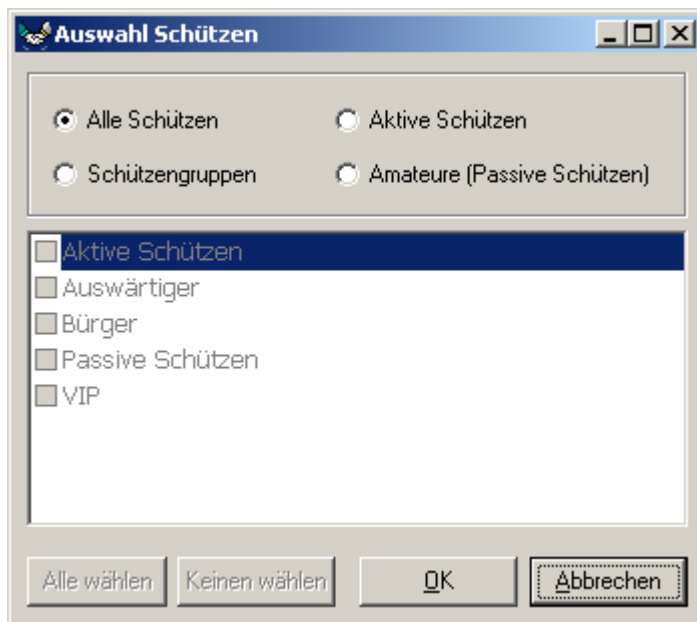 Auswahl Schützen
Alle Schützen Aktive Schützen
Schützengruppen Amateure (Passive Schützen)
Aktive Schützen
Auswärtiger
Bürger
Passive Schützen
VIP
Alle wählen Keinen wählen OK Abbrechen